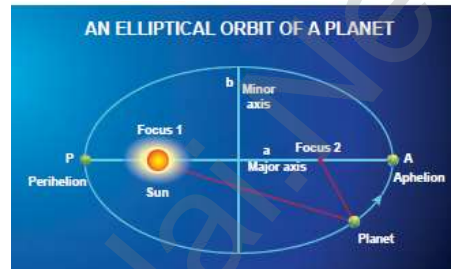 AN ELLIPTICAL ORBIT OF A PLANET
b
Minor
axis
Focus 1
a
Focus 2
P
A
Major axis
Perihelion
Aphelion
Sun
Planet